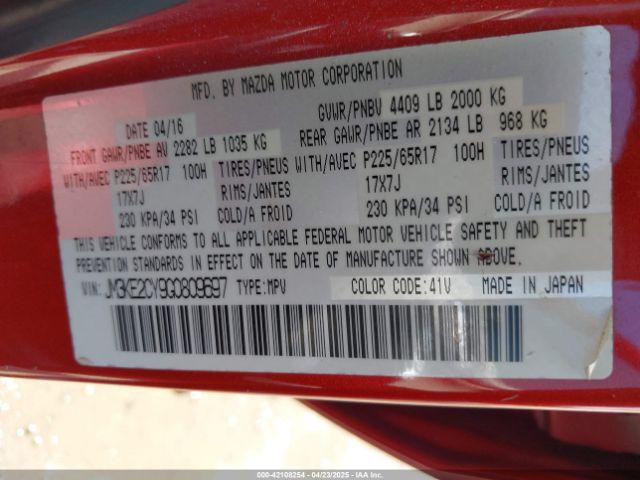 MFD. BY MAZDA MOTOR CORPORATION
DATE 04/16 GVWR/PNBV 4409 LB 2000 KG
FRONT GAWR/PNBE AV 2282 LB 1035 KG REAR GAWR/PNBE AR 2134 LB 968 KG
WITH/AVEC P225/65R17 100H TIRES/PNEUS WITH/AVEC P225/65R17 100H TIRES/PNEUS
17X7J RIMS/JANTES 17X7J RIMS/JANTES
230 KPA/34 PSI COLD/A FROID 230 KPA/34 PSI COLD/A FROID
THIS VEHICLE CONFORMS TO ALL APPLICABLE FEDERAL MOTOR VEHICLE SAFETY AND THEFT
PREVENTION STANDARDS IN EFFECT ON THE DATE OF MANUFACTURE SHOWN ABOVE.
VIN: JM3KE2CY9G0809697 TYPE:MPV COLOR CODE:41V MADE IN JAPAN
000-42108254 - 04/23/2025 - IAAI.COM